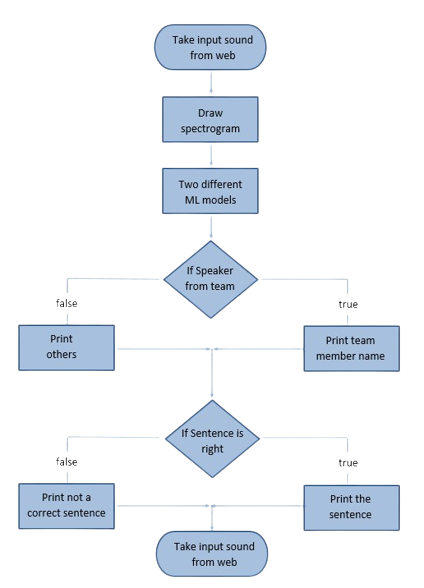 Take input sound
from web
Draw
spectrogram
Two different
ML models
If Speaker
from team
false
true
Print
others
Print team
member name
If Sentence is
right
false
true
Print not a
correct sentence
Print the
sentence
Take input sound
from web